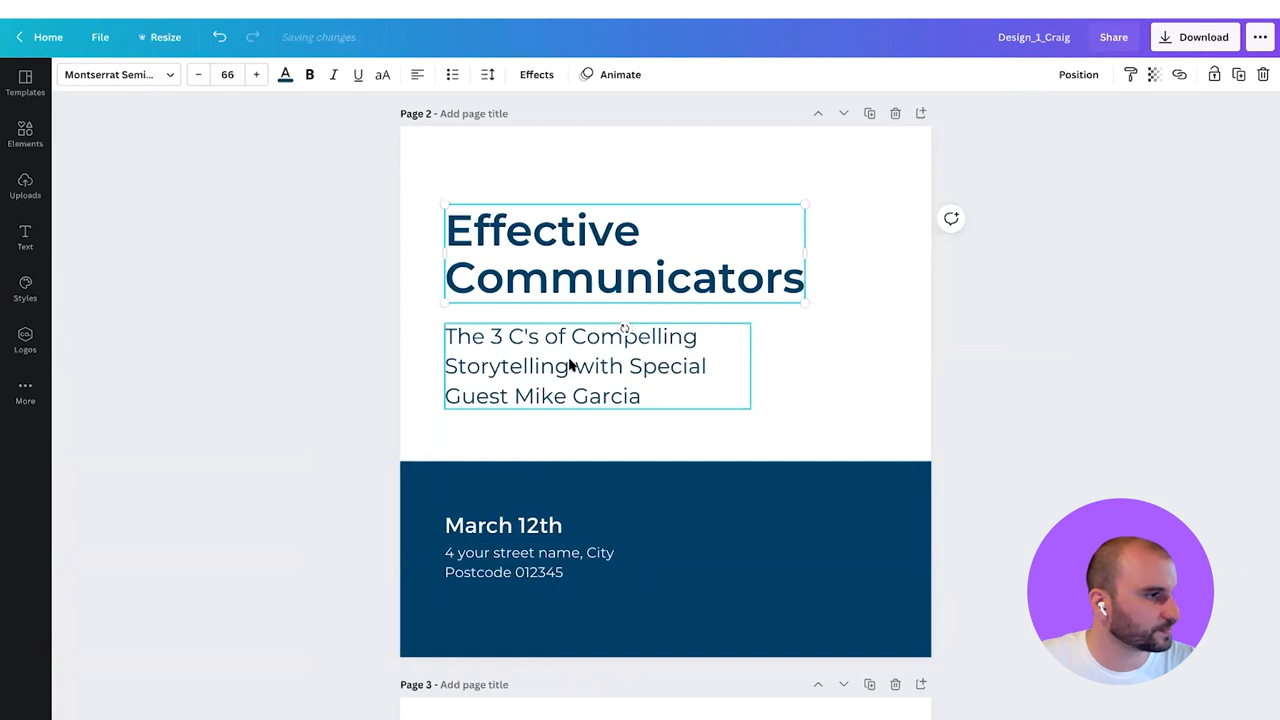 Home File Resize Saving changes... Design_1_Craig Share Download
Montserrat Semi... 66 A B I U aA Effects Animate Position
Templates
Elements
Uploads
Text
Styles
CO.
Logos
More
Page 2 - Add page title
Effective
Communicators
The 3 C's of Compelling
Storytelling with Special
Guest Mike Garcia
March 12th
4 your street name, City
Postcode 012345
Page 3 - Add page title